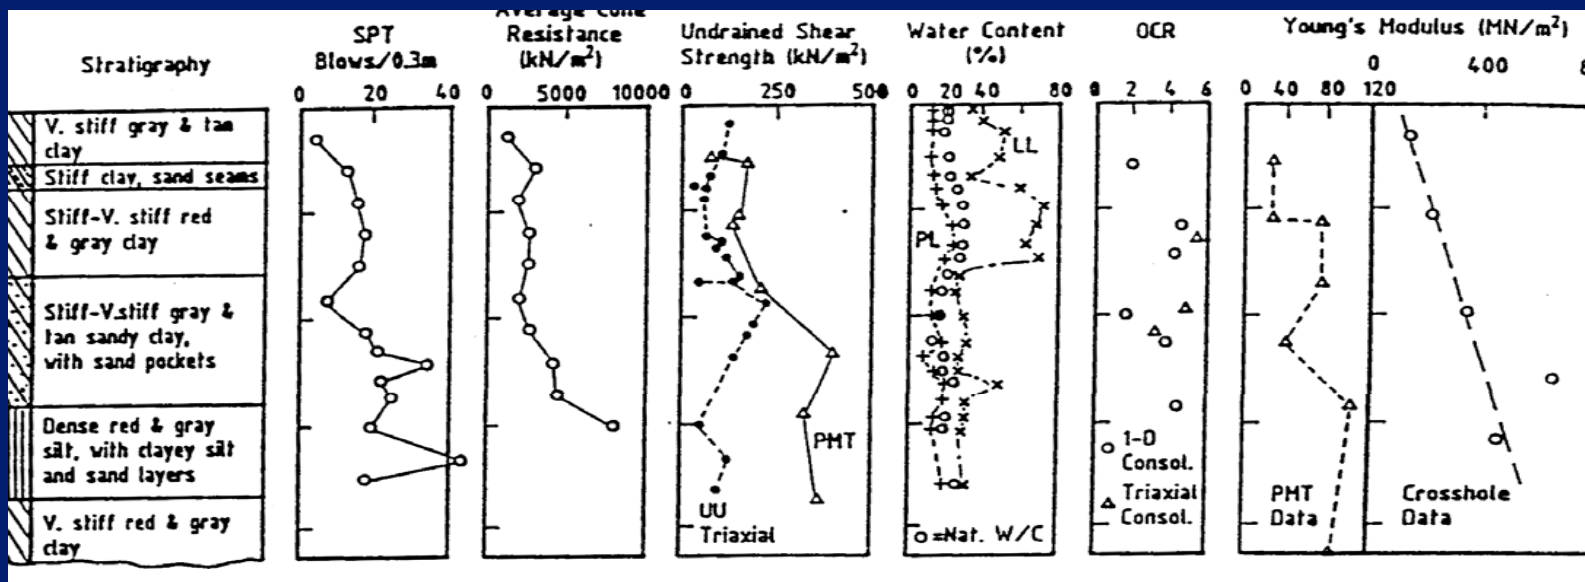 Stratigraphy
V. stiff gray & tan
clay
Stiff clay, sand seams
Stiff-V. stiff red
& gray clay
Stiff-V.stiff gray &
tan sandy clay,
with sand pockets
Dense red & gray
silt, with clayey silt
and sand layers
V. stiff red & gray
clay
SPT
Blows/0.3m
0 20 40
Average Cone
Resistance
(kN/m²)
0 5000 10000
Undrained Shear
Strength (kN/m²)
0 250 500
PMT
UU
Triaxial
Water Content
(%)
0 20 40 60 80
LL
PL
o =Nat. W/C
OCR
0 2 4 6
o 1-D
Consol.
△ Triaxial
Consol.
Young's Modulus (MN/m²)
0 40 80 120
PMT
Data
0 400
Crosshole
Data